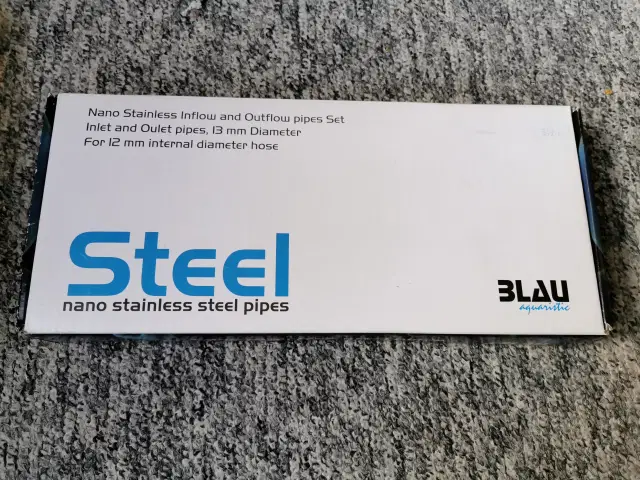 Nano Stainless Inflow and Outflow pipes Set
Inlet and Oulet pipes, 13 mm Diameter
For 12 mm internal diameter hose
Steel
nano stainless steel pipes
BLAU
aquaristic